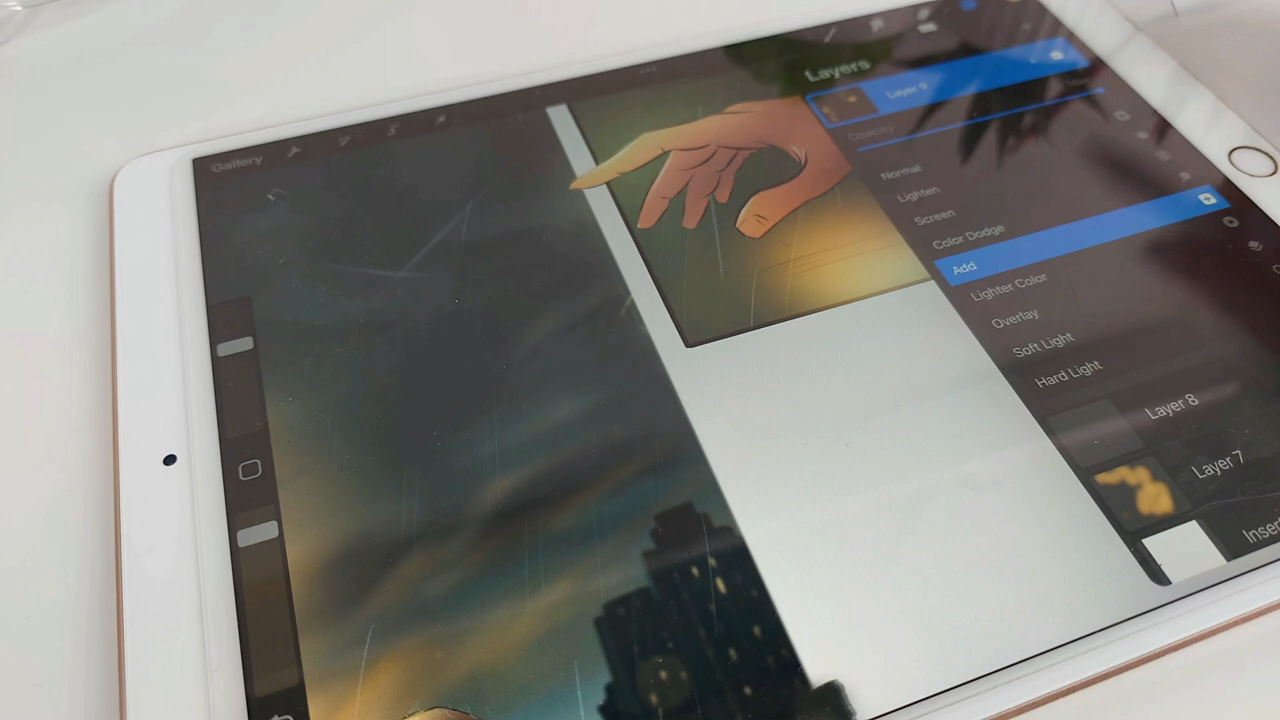 Gallery
Layers
Layer 9
Opacity
Normal
Lighten
Screen
Color Dodge
Add
Lighter Color
Overlay
Soft Light
Hard Light
Layer 8
Layer 7